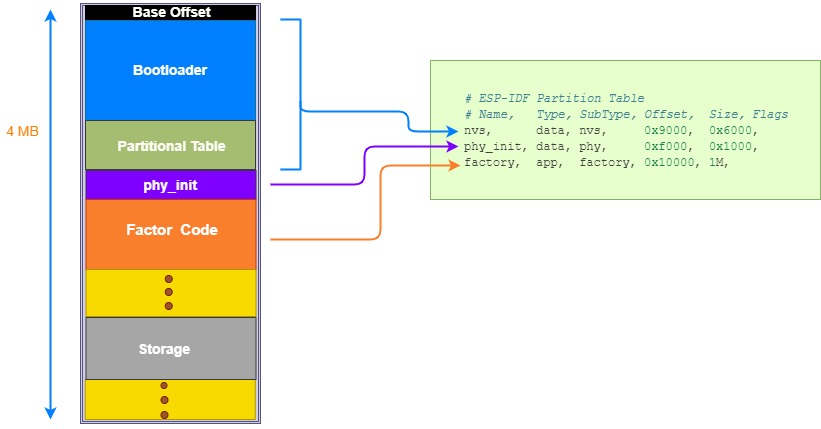 Base Offset
Bootloader
4 MB
Partitional Table
phy_init
Factor Code
Storage
# ESP-IDF Partition Table
# Name, Type, SubType, Offset, Size, Flags
nvs, data, nvs, 0x9000, 0x6000,
phy_init, data, phy, 0xf000, 0x1000,
factory, app, factory, 0x10000, 1M,